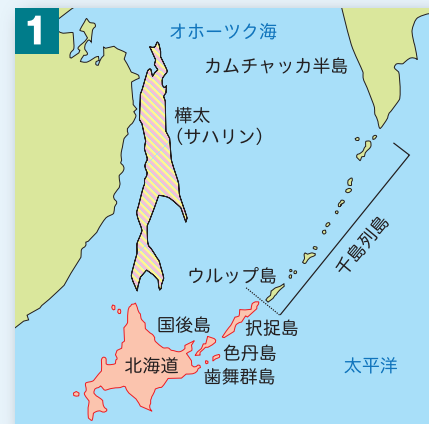 1
オホーツク海
カムチャッカ半島
樺太
（サハリン）
千島列島
ウルップ島
国後島
択捉島
色丹島
北海道
歯舞群島
太平洋